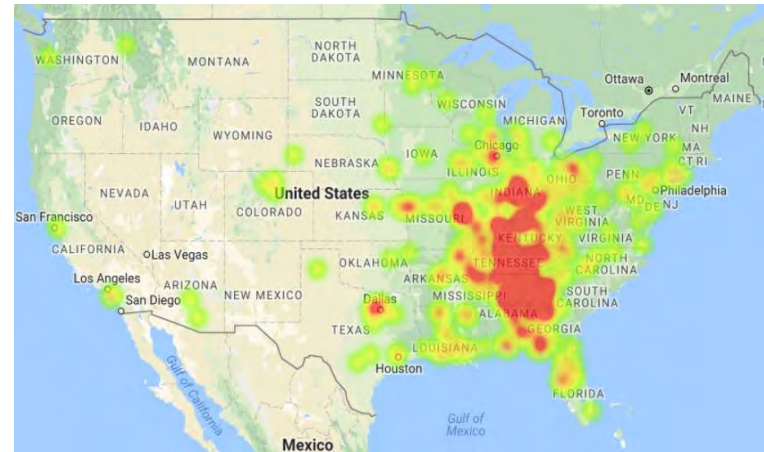 WASHINGTON
MONTANA
NORTH
DAKOTA
MINNESOTA
Ottawa
Montreal
MAINE
OREGON
IDAHO
WYOMING
SOUTH
DAKOTA
WISCONSIN
MICHIGAN
Toronto
VT
NH
NEW YORK
MA
CT RI
NEBRASKA
IOWA
Chicago
ILLINOIS
INDIANA
OHIO
PENN
Philadelphia
MD
DE NJ
NEVADA
UTAH
United States
COLORADO
KANSAS
MISSOURI
WEST
VIRGINIA
KENTUCKY
VIRGINIA
San Francisco
CALIFORNIA
Las Vegas
OKLAHOMA
TENNESSEE
NORTH
CAROLINA
Los Angeles
ARIZONA
NEW MEXICO
ARKANSAS
San Diego
Dallas
MISSISSIPPI
ALABAMA
SOUTH
CAROLINA
TEXAS
GEORGIA
LOUISIANA
Houston
Gulf of
California
FLORIDA
Gulf of
Mexico
Mexico